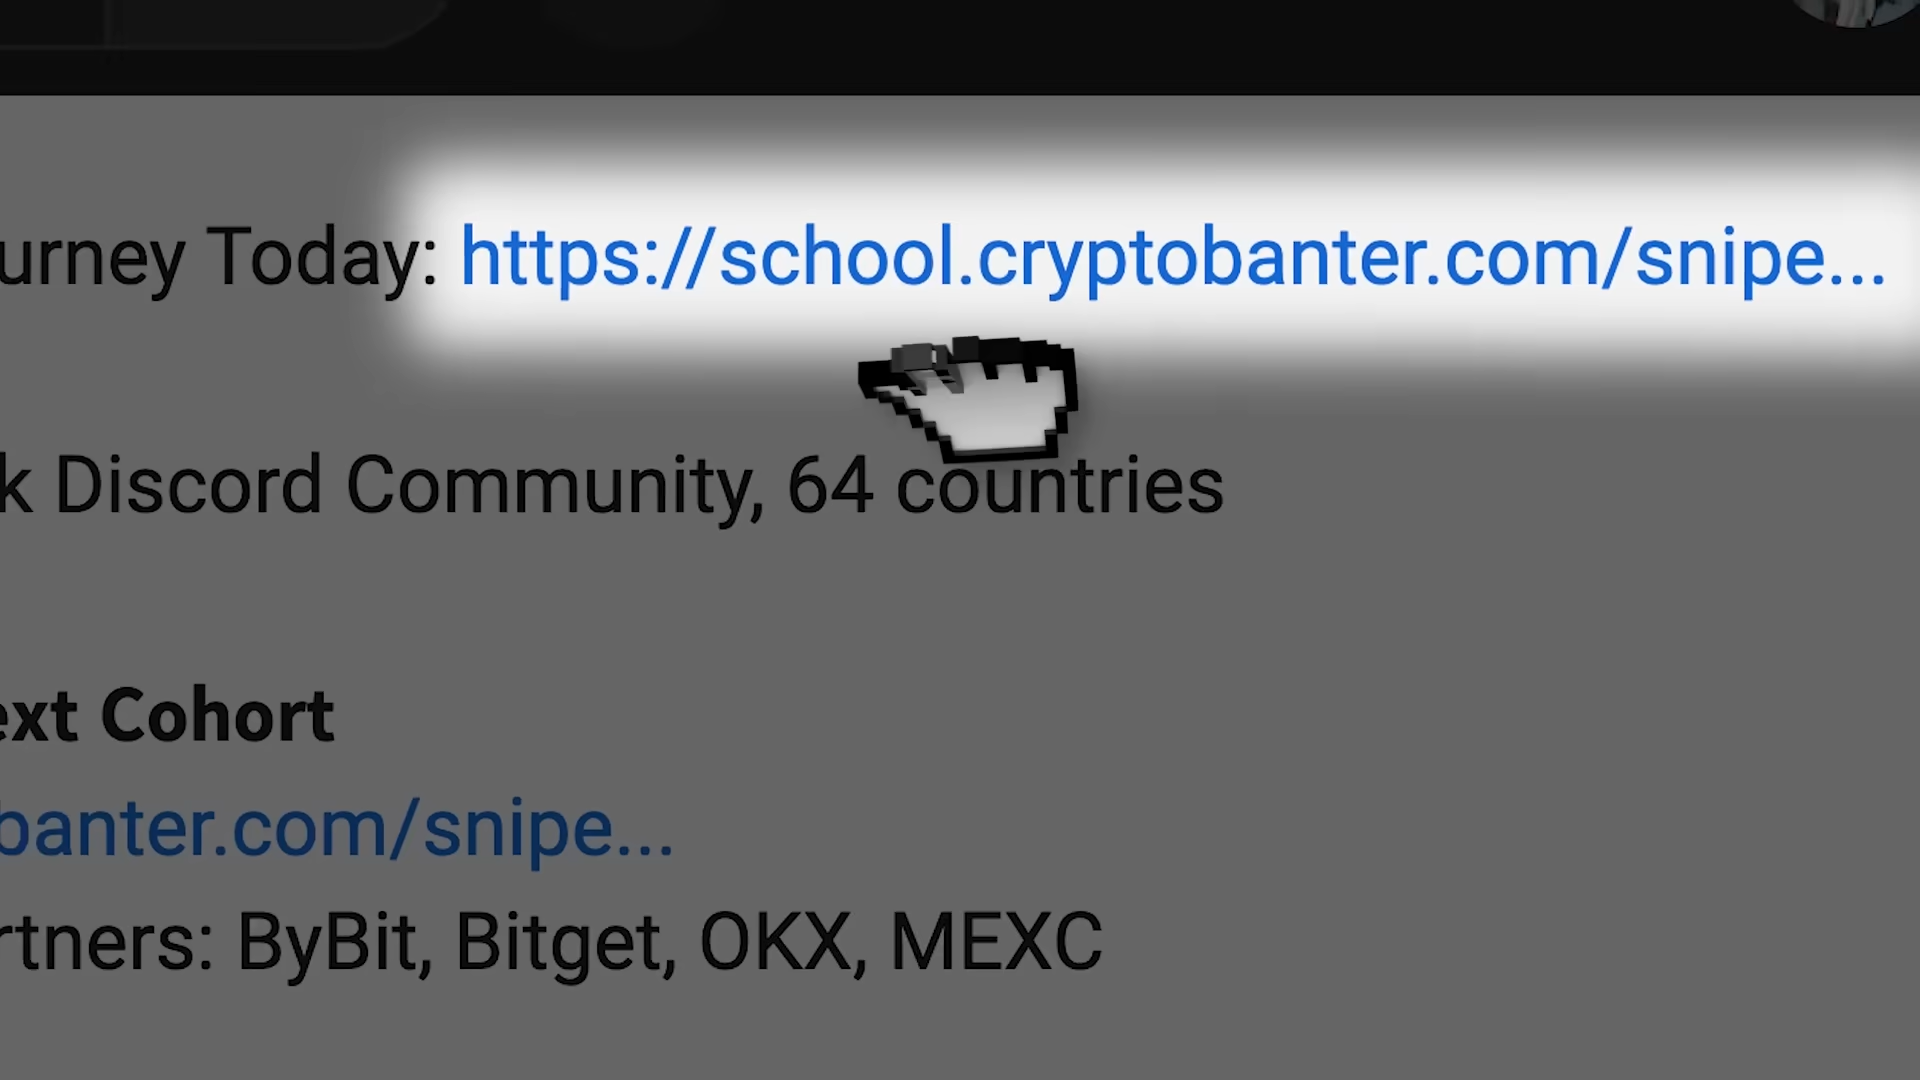 urney Today: https://school.cryptobanter.com/snipe...
k Discord Community, 64 countries
ext Cohort
banter.com/snipe...
rtners: ByBit, Bitget, OKX, MEXC